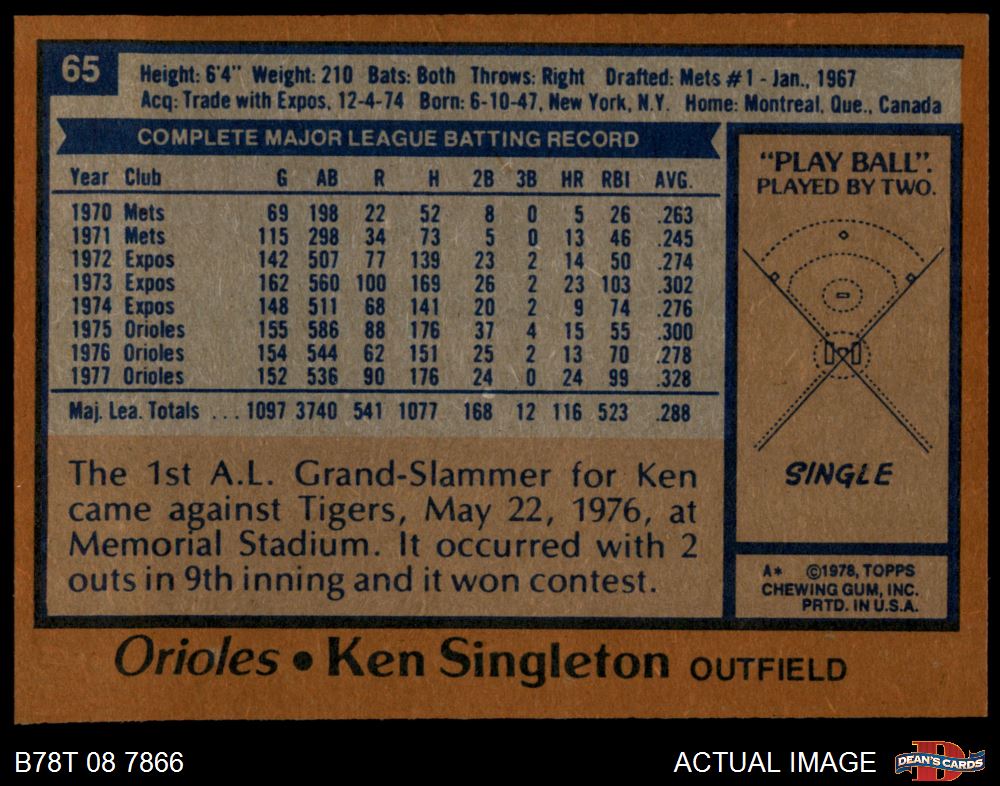 65
Height: 6'4" Weight: 210 Bats: Both Throws: Right Drafted: Mets #1 - Jan., 1967
Acq: Trade with Expos, 12-4-74 Born: 6-10-47, New York, N.Y. Home: Montreal, Que., Canada
COMPLETE MAJOR LEAGUE BATTING RECORD
Year Club G AB R H 2B 3B HR RBI AVG.
1970 Mets 69 198 22 52 8 0 5 26 .263
1971 Mets 115 298 34 73 5 0 13 46 .245
1972 Expos 142 507 77 139 23 2 14 50 .274
1973 Expos 162 560 100 169 26 2 23 103 .302
1974 Expos 148 511 68 141 20 2 9 74 .276
1975 Orioles 155 586 88 176 37 4 15 55 .300
1976 Orioles 154 544 62 151 25 2 13 70 .278
1977 Orioles 152 536 90 176 24 0 24 99 .328
Maj. Lea. Totals ... 1097 3740 541 1077 168 12 116 523 .288
The 1st A.L. Grand-Slammer for Ken
came against Tigers, May 22, 1976, at
Memorial Stadium. It occurred with 2
outs in 9th inning and it won contest.
"PLAY BALL".
PLAYED BY TWO.
SINGLE
A* ©1978, TOPPS
CHEWING GUM, INC.
PRTD. IN U.S.A.
Orioles • Ken Singleton OUTFIELD
B78T 08 7866
ACTUAL IMAGE
D
DEAN'S CARDS